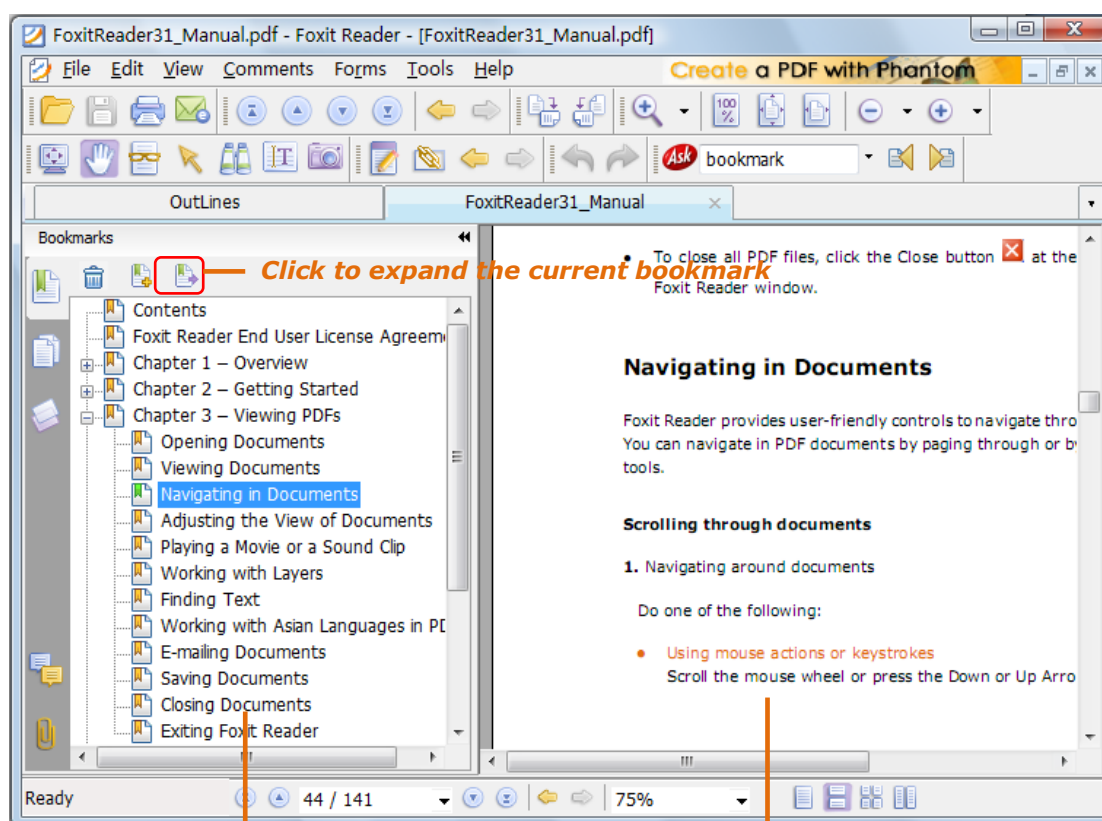 FoxitReader31_Manual.pdf - Foxit Reader - [FoxitReader31_Manual.pdf]
File Edit View Comments Forms Tools Help
Create a PDF with Phantom
100 %
Ask bookmark
OutLines
FoxitReader31_Manual
Bookmarks
Click to expand the current bookmark
Contents
Foxit Reader End User License Agreem
Chapter 1 – Overview
Chapter 2 – Getting Started
Chapter 3 – Viewing PDFs
Opening Documents
Viewing Documents
Navigating in Documents
Adjusting the View of Documents
Playing a Movie or a Sound Clip
Working with Layers
Finding Text
Working with Asian Languages in
E-mailing Documents
Saving Documents
Closing Documents
Exiting Foxit Reader
• To close all PDF files, click the Close button at the
Foxit Reader window.
Navigating in Documents
Foxit Reader provides user-friendly controls to navigate thro
You can navigate in PDF documents by paging through or by
tools.
Scrolling through documents
1. Navigating around documents
Do one of the following:
• Using mouse actions or keystrokes
Scroll the mouse wheel or press the Down or Up Arro
Ready
44 / 141
75%